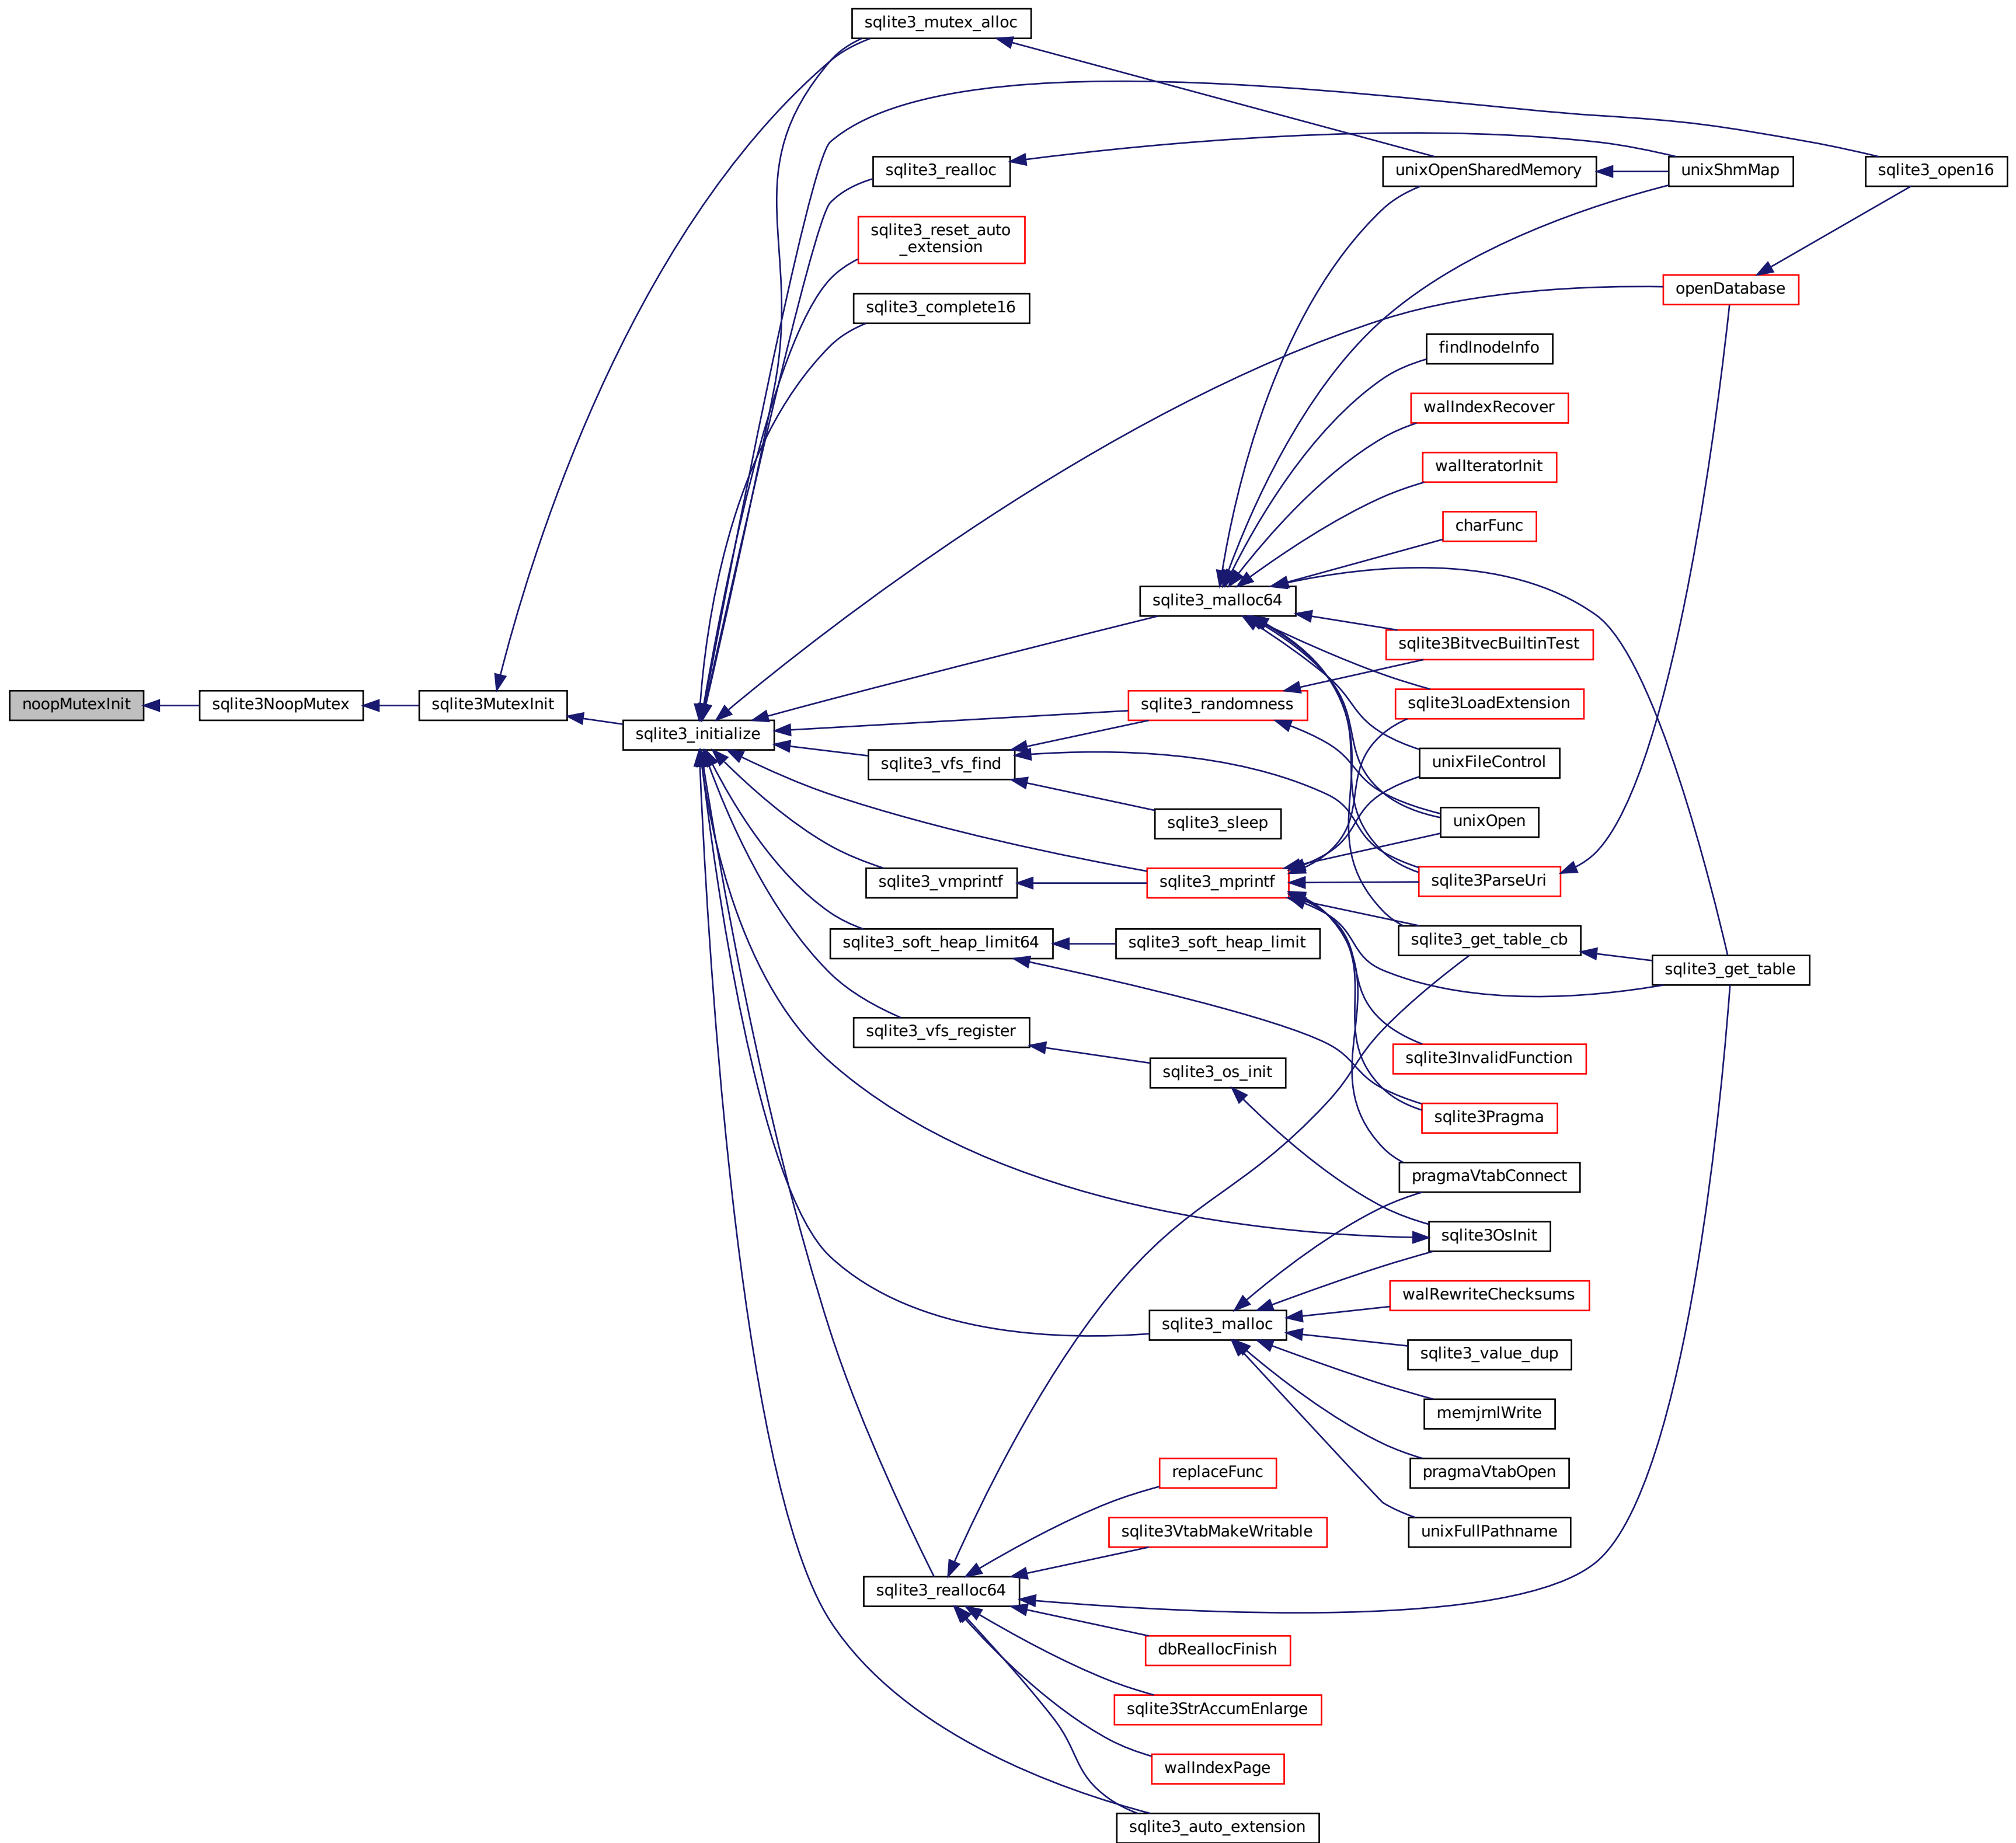 sqlite3_mutex_alloc
sqlite3_realloc
unixOpenSharedMemory
unixShmMap
sqlite3_open16
sqlite3_reset_auto
_extension
openDatabase
sqlite3_complete16
findInodeInfo
walIndexRecover
walIteratorInit
charFunc
sqlite3_malloc64
sqlite3BitvecBuiltinTest
noopMutexInit
sqlite3NoopMutex
sqlite3MutexInit
sqlite3_randomness
sqlite3LoadExtension
sqlite3_initialize
sqlite3_vfs_find
unixFileControl
sqlite3_sleep
unixOpen
sqlite3_vmprintf
sqlite3_mprintf
sqlite3ParseUri
sqlite3_soft_heap_limit64
sqlite3_soft_heap_limit
sqlite3_get_table_cb
sqlite3_get_table
sqlite3_vfs_register
sqlite3InvalidFunction
sqlite3_os_init
sqlite3Pragma
pragmaVtabConnect
sqlite3OsInit
walRewriteChecksums
sqlite3_malloc
sqlite3_value_dup
memjrnlWrite
replaceFunc
pragmaVtabOpen
sqlite3VtabMakeWritable
unixFullPathname
sqlite3_realloc64
dbReallocFinish
sqlite3StrAccumEnlarge
walIndexPage
sqlite3_auto_extension